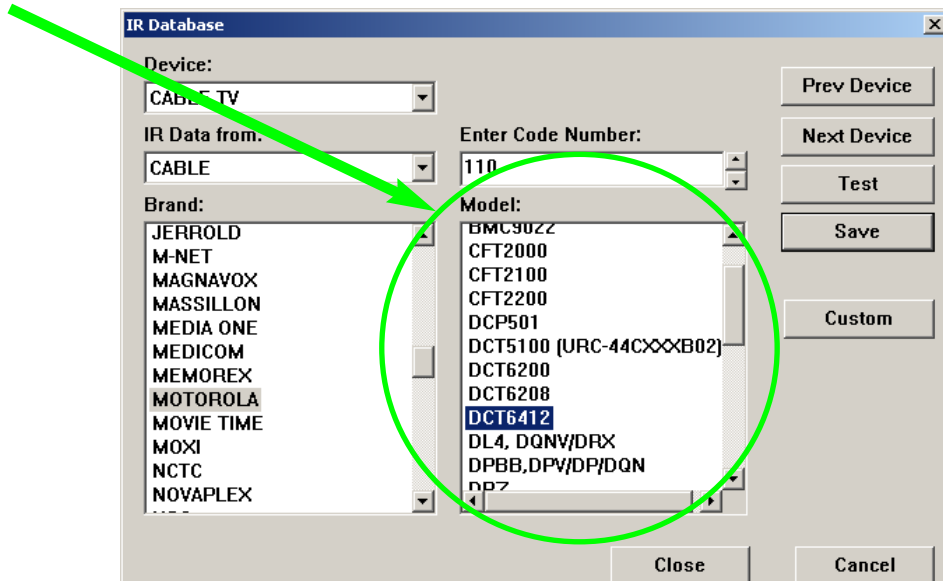 IR Database
Device:
CABLE TV
Prev Device
IR Data from:
Enter Code Number:
Next Device
CABLE
110
Test
Brand:
Model:
Save
JERROLD
M-NET
MAGNAVOX
MASSILLON
MEDIA ONE
MEDICOM
MEMOREX
MOTOROLA
MOVIE TIME
MOXI
NCTC
NOVAPLEX
BMC9022
CFT2000
CFT2100
CFT2200
DCP501
DCT5100 (URC-44CXXXB02)
DCT6200
DCT6208
DCT6412
DL4, DQNV/DRX
DPBB,DPV/DP/DQN
DPZ
Custom
Close
Cancel